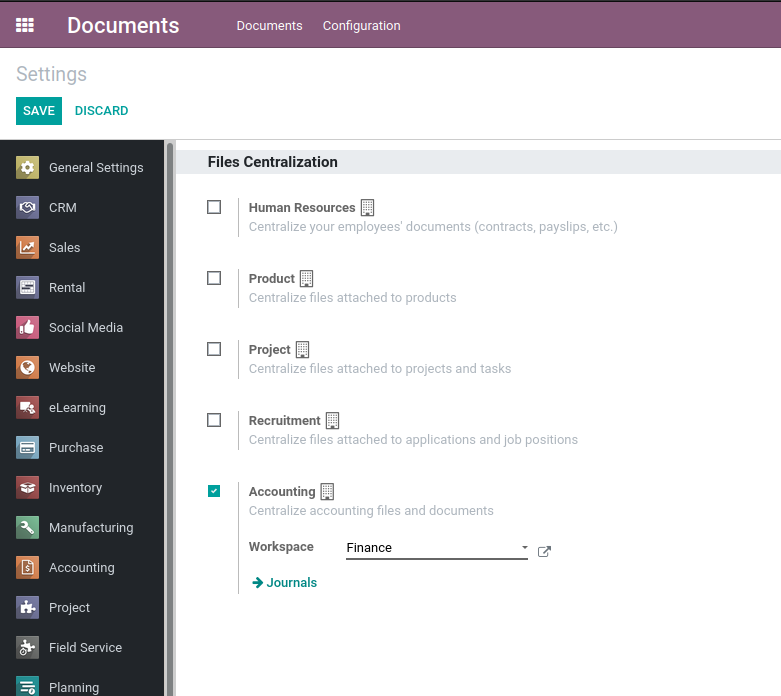 Documents Documents Configuration
Settings
SAVE DISCARD
General Settings
CRM
Sales
Rental
Social Media
Website
eLearning
Purchase
Inventory
Manufacturing
Accounting
Project
Field Service
Planning
Files Centralization
Human Resources
Centralize your employees' documents (contracts, payslips, etc.)
Product
Centralize files attached to products
Project
Centralize files attached to projects and tasks
Recruitment
Centralize files attached to applications and job positions
Accounting
Centralize accounting files and documents
Workspace Finance
Journals